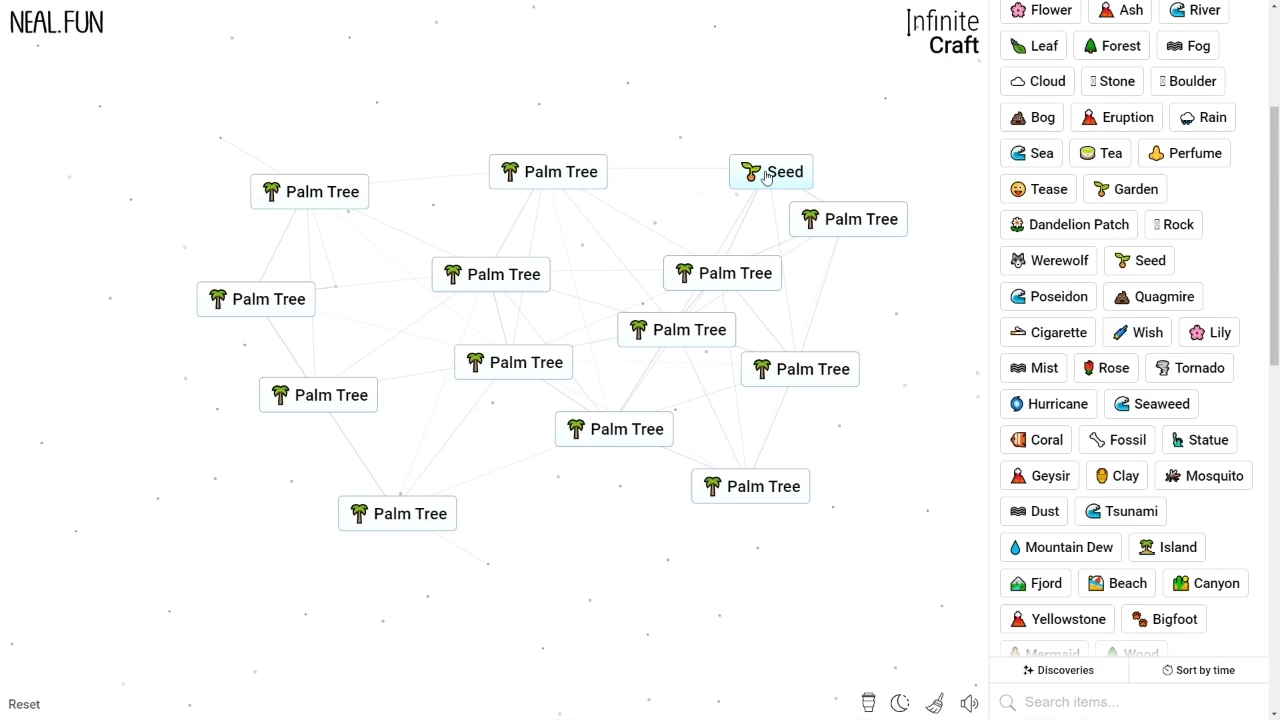 NEAL.FUN
Infinite
Craft
Palm Tree
Palm Tree
Seed
Palm Tree
Palm Tree
Palm Tree
Palm Tree
Palm Tree
Palm Tree
Palm Tree
Palm Tree
Palm Tree
Palm Tree
Palm Tree
Reset
Flower Ash River
Leaf Forest Fog
Cloud Stone Boulder
Bog Eruption Rain
Sea Tea Perfume
Tease Garden
Dandelion Patch Rock
Werewolf Seed
Poseidon Quagmire
Cigarette Wish Lily
Mist Rose Tornado
Hurricane Seaweed
Coral Fossil Statue
Geysir Clay Mosquito
Dust Tsunami
Mountain Dew Island
Fjord Beach Canyon
Yellowstone Bigfoot
Mermaid Wood
Discoveries Sort by time
Search items...